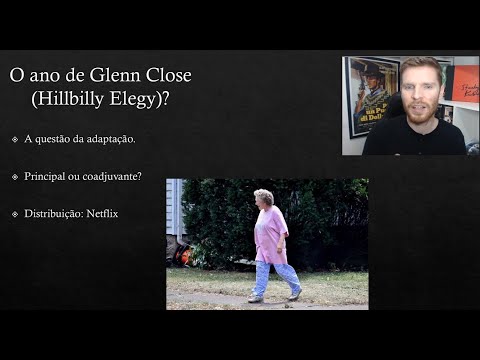 O ano de Glenn Close
(Hillbilly Elegy)?
A questão da adaptação.
Principal ou coadjuvante?
Distribuição: Netflix